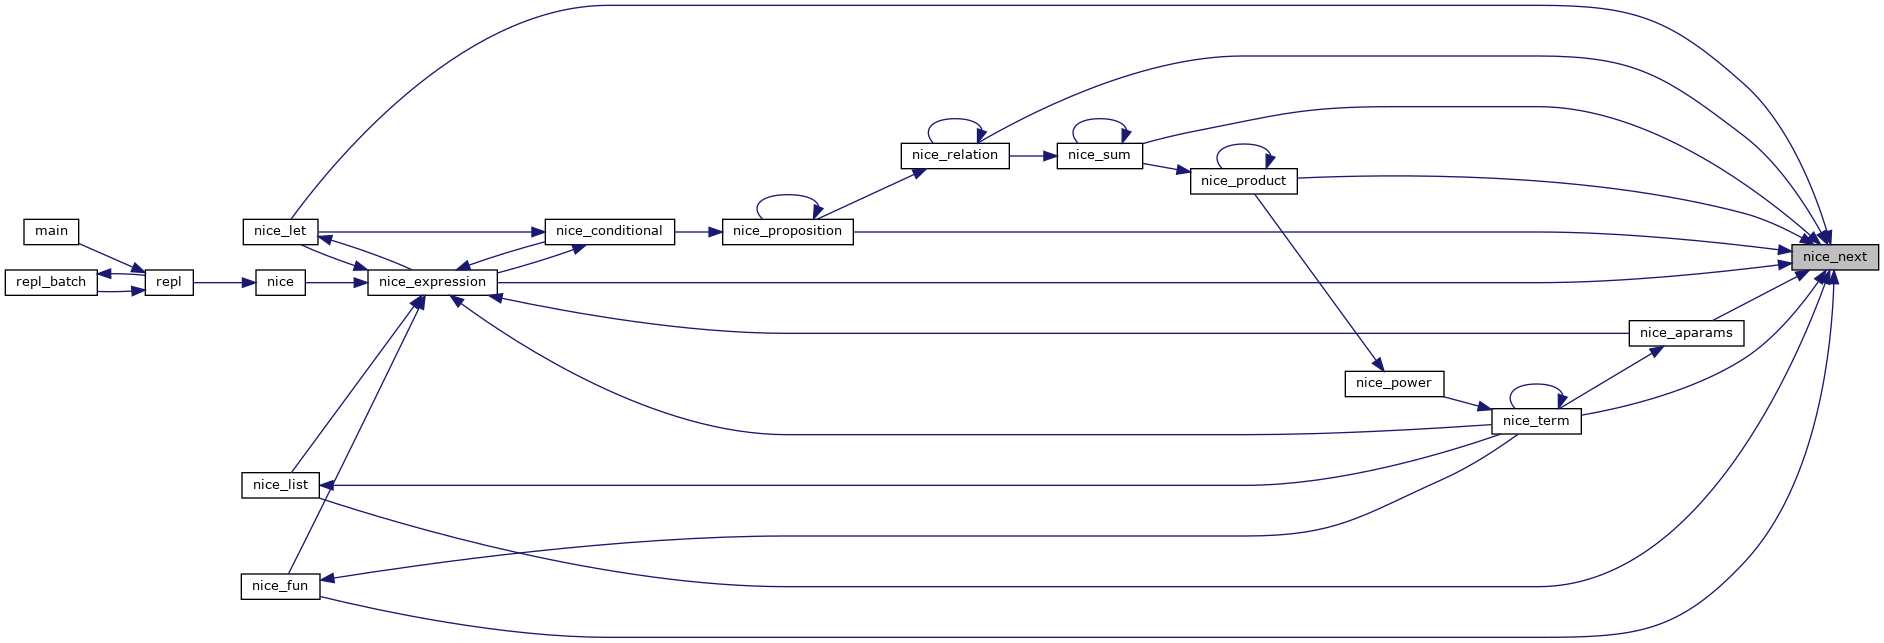 main
repl_batch
repl
nice_let
nice
nice_expression
nice_list
nice_fun
nice_conditional
nice_proposition
nice_relation
nice_sum
nice_product
nice_power
nice_term
nice_aparams
nice_next